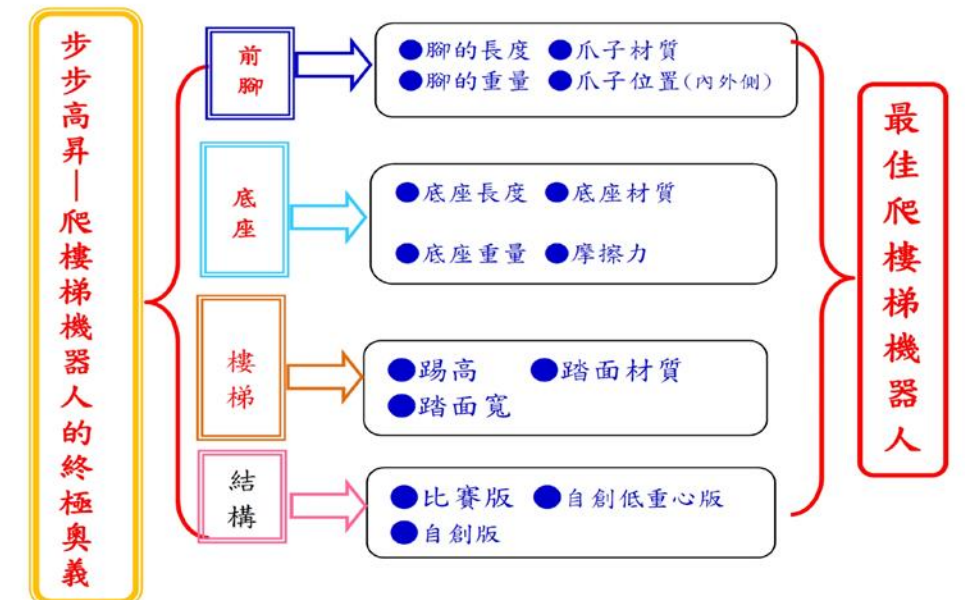 步步高昇—爬樓梯機器人的終極奧義
前腳
●腳的長度 ●爪子材質
●腳的重量 ●爪子位置(內外側)
底座
●底座長度 ●底座材質
●底座重量 ●摩擦力
樓梯
●踢高 ●踏面材質
●踏面寬
結構
●比賽版 ●自創低重心版
●自創版
最佳爬樓梯機器人